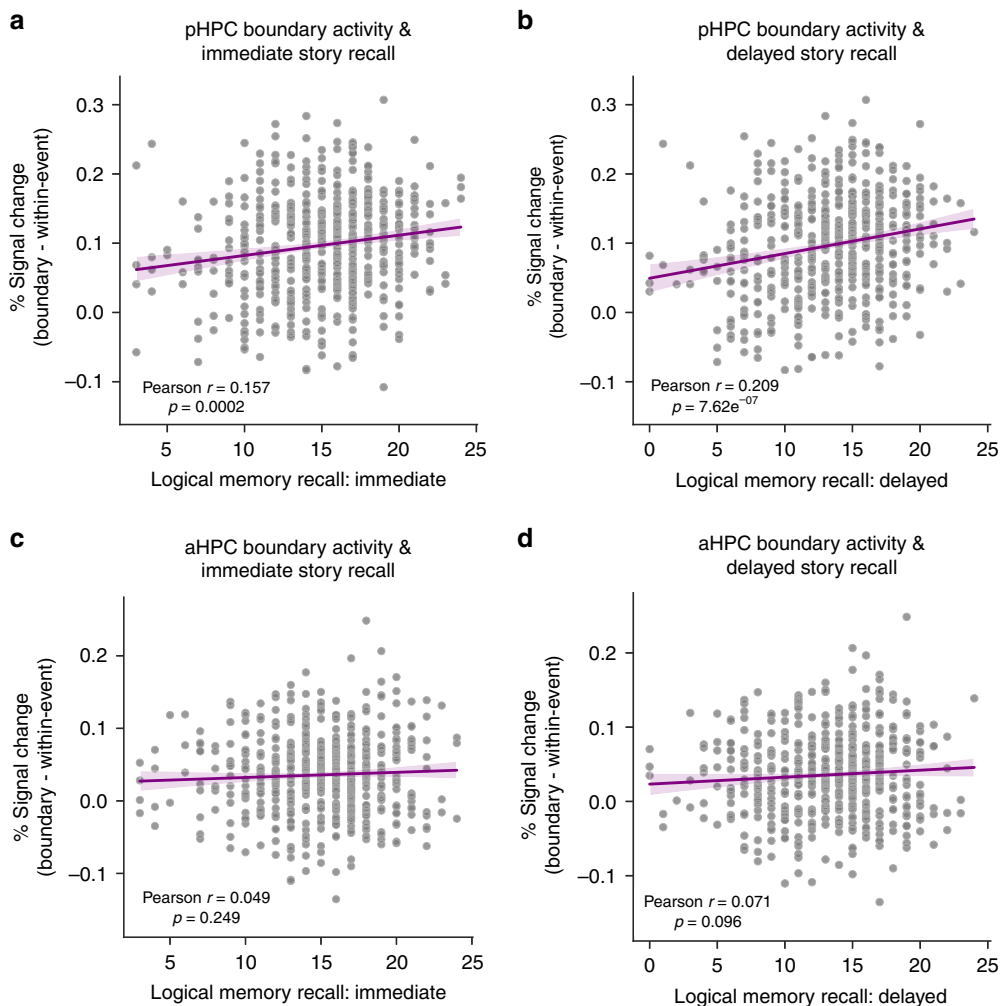 a
pHPC boundary activity &
immediate story recall
% Signal change
(boundary - within-event)
0.3
0.2
0.1
0.0
–0.1
Pearson r = 0.157
p = 0.0002
5
10
15
20
25
Logical memory recall: immediate
b
pHPC boundary activity &
delayed story recall
% Signal change
(boundary - within-event)
0.3
0.2
0.1
0.0
–0.1
Pearson r = 0.209
p = 7.62e⁻⁰⁷
0
5
10
15
20
25
Logical memory recall: delayed
c
aHPC boundary activity &
immediate story recall
% Signal change
(boundary - within-event)
0.2
0.1
0.0
–0.1
Pearson r = 0.049
p = 0.249
5
10
15
20
25
Logical memory recall: immediate
d
aHPC boundary activity &
delayed story recall
% Signal change
(boundary - within-event)
0.2
0.1
0.0
–0.1
Pearson r = 0.071
p = 0.096
0
5
10
15
20
25
Logical memory recall: delayed